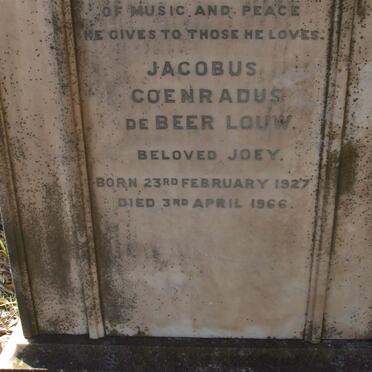 OF MUSIC AND PEACE
HE GIVES TO THOSE HE LOVES.
JACOBUS
COENRADUS
DE BEER LOUW.
BELOVED JOEY.
BORN 23RD FEBRUARY 1927
DIED 3RD APRIL 1966.